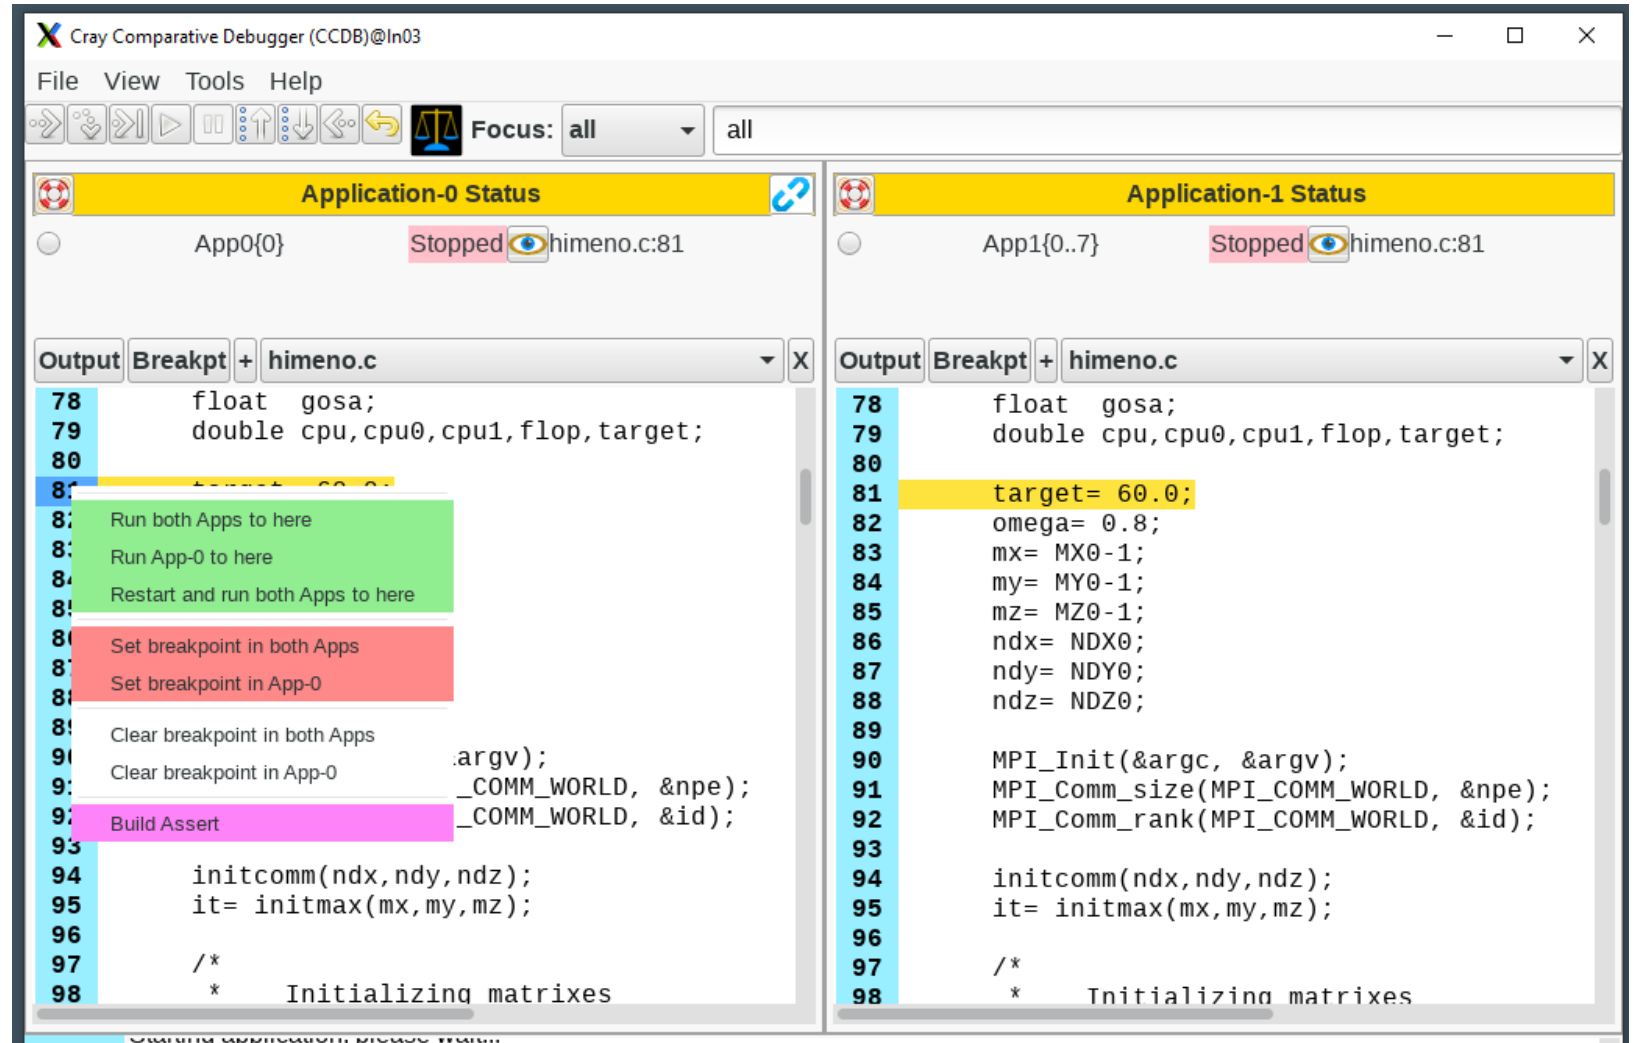 Cray Comparative Debugger (CCDB)@ln03
File View Tools Help
Focus: all all
Application-0 Status
App0{0} Stopped himeno.c:81
Output Breakpt + himeno.c X
78 float gosa;
79 double cpu,cpu0,cpu1,flop,target;
80
81 target= 60.0;
Run both Apps to here
Run App-0 to here
Restart and run both Apps to here
Set breakpoint in both Apps
Set breakpoint in App-0
Clear breakpoint in both Apps
Clear breakpoint in App-0
Build Assert
argv);
_COMM_WORLD, &npe);
_COMM_WORLD, &id);
93
94 initcomm(ndx,ndy,ndz);
95 it= initmax(mx,my,mz);
96
97 /*
98 * Initializing matrixes
Application-1 Status
App1{0..7} Stopped himeno.c:81
Output Breakpt + himeno.c X
78 float gosa;
79 double cpu,cpu0,cpu1,flop,target;
80
81 target= 60.0;
82 omega= 0.8;
83 mx= MX0-1;
84 my= MY0-1;
85 mz= MZ0-1;
86 ndx= NDX0;
87 ndy= NDY0;
88 ndz= NDZ0;
89
90 MPI_Init(&argc, &argv);
91 MPI_Comm_size(MPI_COMM_WORLD, &npe);
92 MPI_Comm_rank(MPI_COMM_WORLD, &id);
93
94 initcomm(ndx,ndy,ndz);
95 it= initmax(mx,my,mz);
96
97 /*
98 * Initializing matrixes
Starting application, please wait...